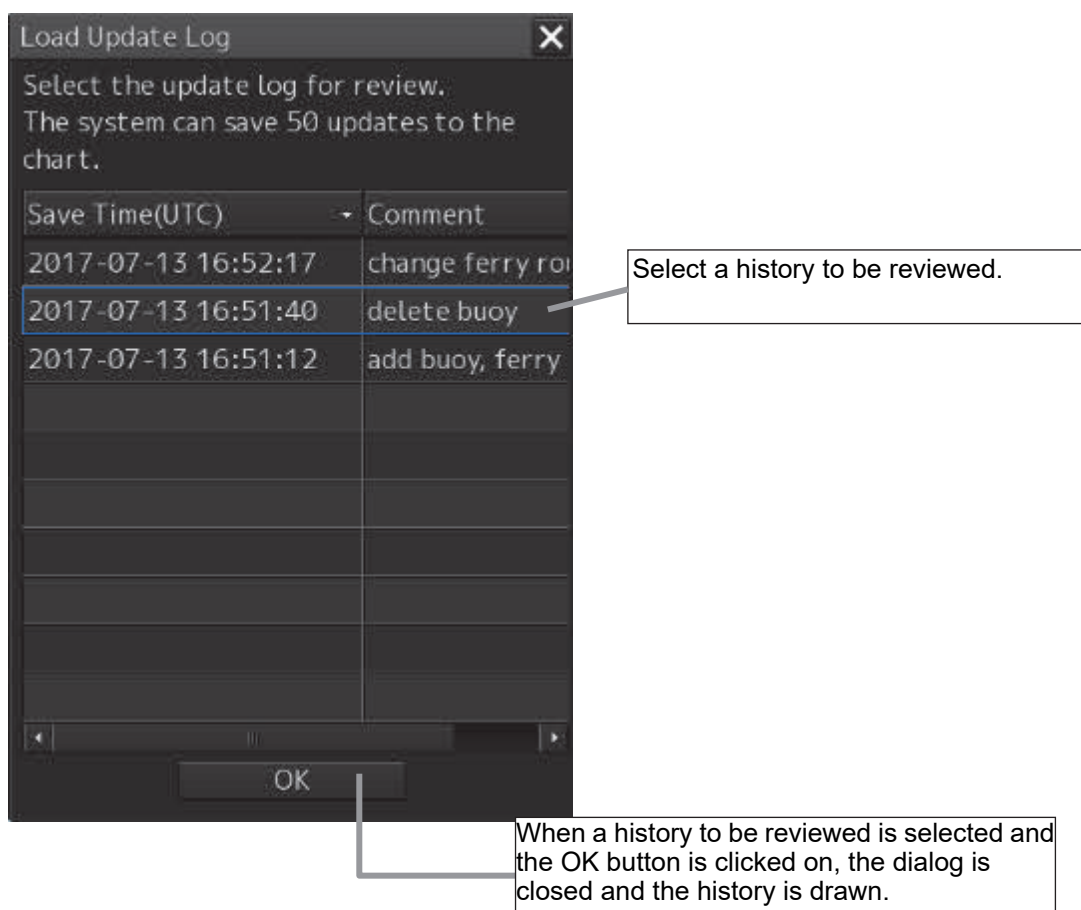 Load Update Log
Select the update log for review.
The system can save 50 updates to the
chart.
Save Time(UTC) Comment
2017-07-13 16:52:17 change ferry
2017-07-13 16:51:40 delete buoy
2017-07-13 16:51:12 add buoy, ferry
Select a history to be reviewed.
OK
When a history to be reviewed is selected and
the OK button is clicked on, the dialog is
closed and the history is drawn.